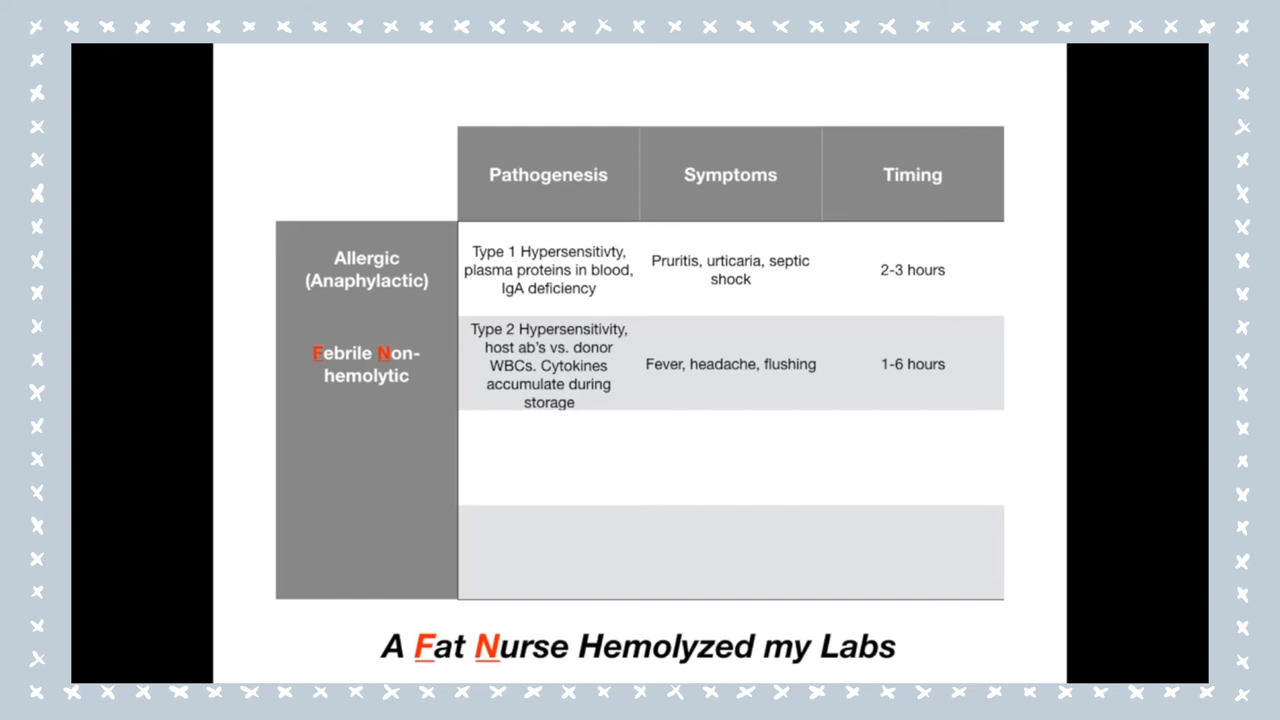 Pathogenesis Symptoms Timing
Allergic
(Anaphylactic)
Type 1 Hypersensitivty,
plasma proteins in blood,
IgA deficiency
Pruritis, urticaria, septic
shock
2-3 hours
Febrile Non-
hemolytic
Type 2 Hypersensitivity,
host ab's vs. donor
WBCs. Cytokines
accumulate during
storage
Fever, headache, flushing
1-6 hours
A Fat Nurse Hemolyzed my Labs